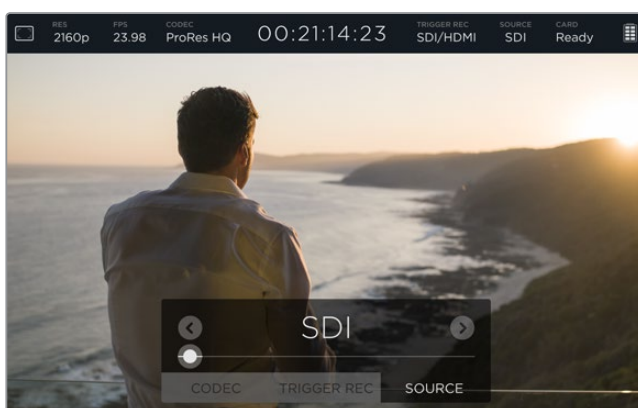 RES FPS CODEC TRIGGER REC SOURCE CARD
2160p 23.98 ProRes HQ 00:21:14:23 SDI/HDMI SDI Ready
SDI
CODEC TRIGGER REC SOURCE